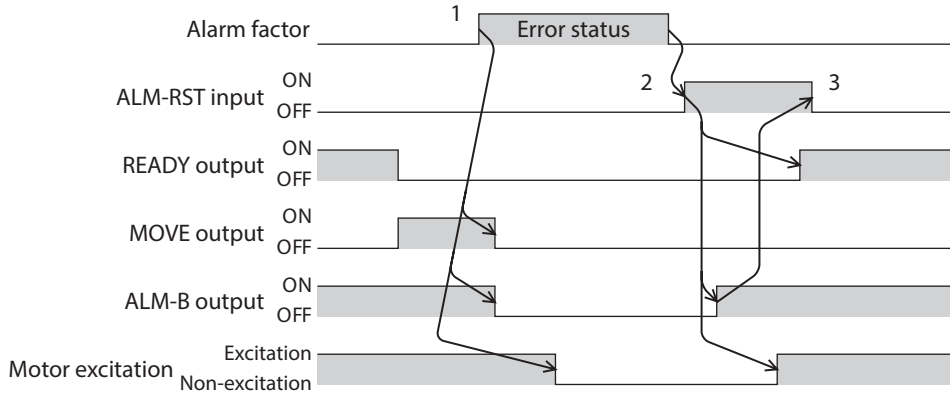 1
Alarm factor
Error status
ON
2
3
ALM-RST input
OFF
ON
READY output
OFF
ON
MOVE output
OFF
ON
ALM-B output
OFF
Excitation
Motor excitation
Non-excitation